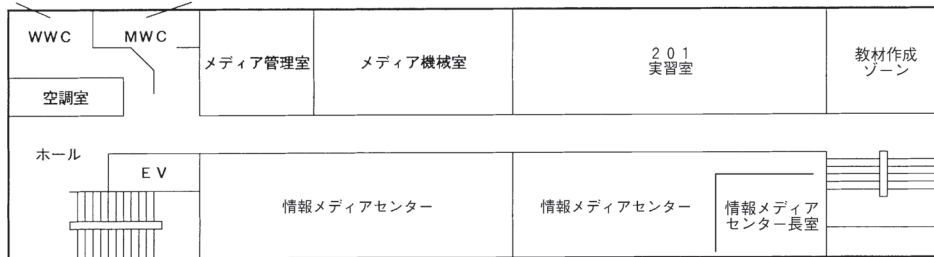 WWC
MWC
メディア管理室
メディア機械室
201
実習室
教材作成
ゾーン
空調室
ホール
EV
情報メディアセンター
情報メディアセンター
情報メディア
センター長室